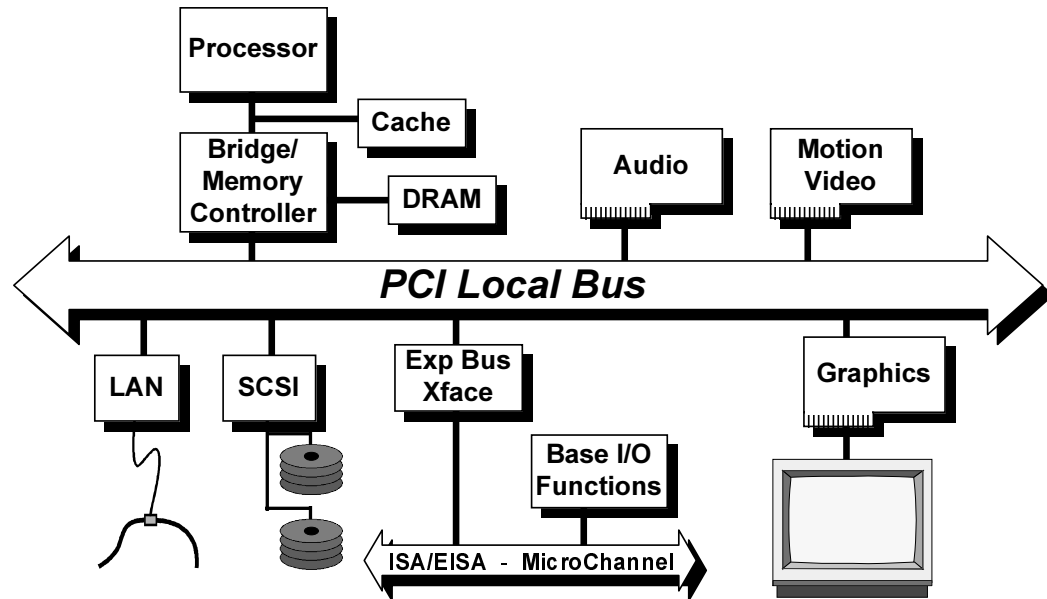 Processor
Cache
Bridge/
Memory
Controller
DRAM
Audio
Motion
Video
PCI Local Bus
LAN
SCSI
Exp Bus
Xface
Graphics
Base I/O
Functions
ISA/EISA - MicroChannel